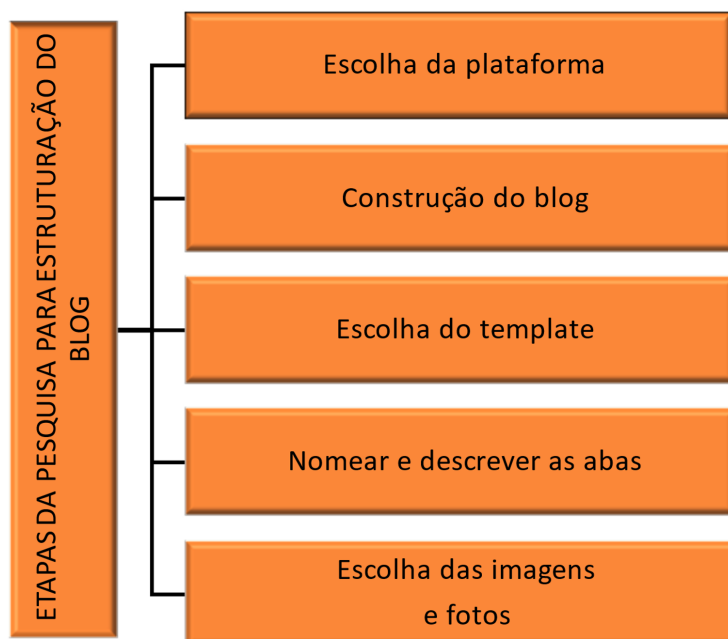 ETAPAS DA PESQUISA PARA ESTRUTURAÇÃO DO
BLOG
Escolha da plataforma
Construção do blog
Escolha do template
Nomear e descrever as abas
Escolha das imagens
e fotos